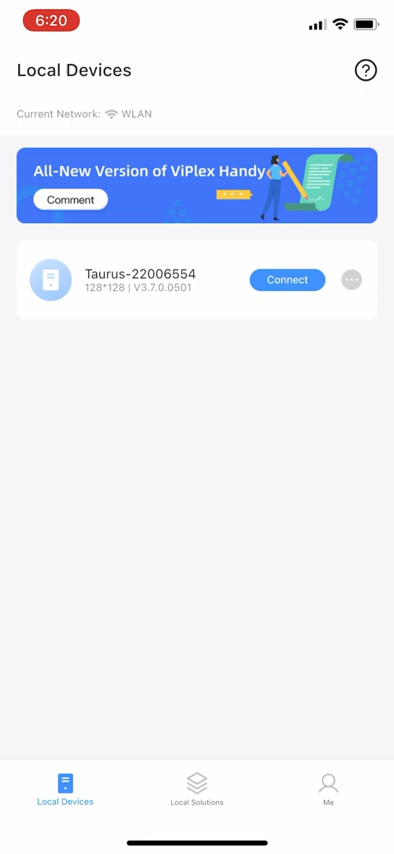 6:20
Local Devices
Current Network: WLAN
All-New Version of ViPlex Handy
Comment
Taurus-22006554
128*128 | V3.7.0.0501
Connect
Local Devices
Local Solutions
Me